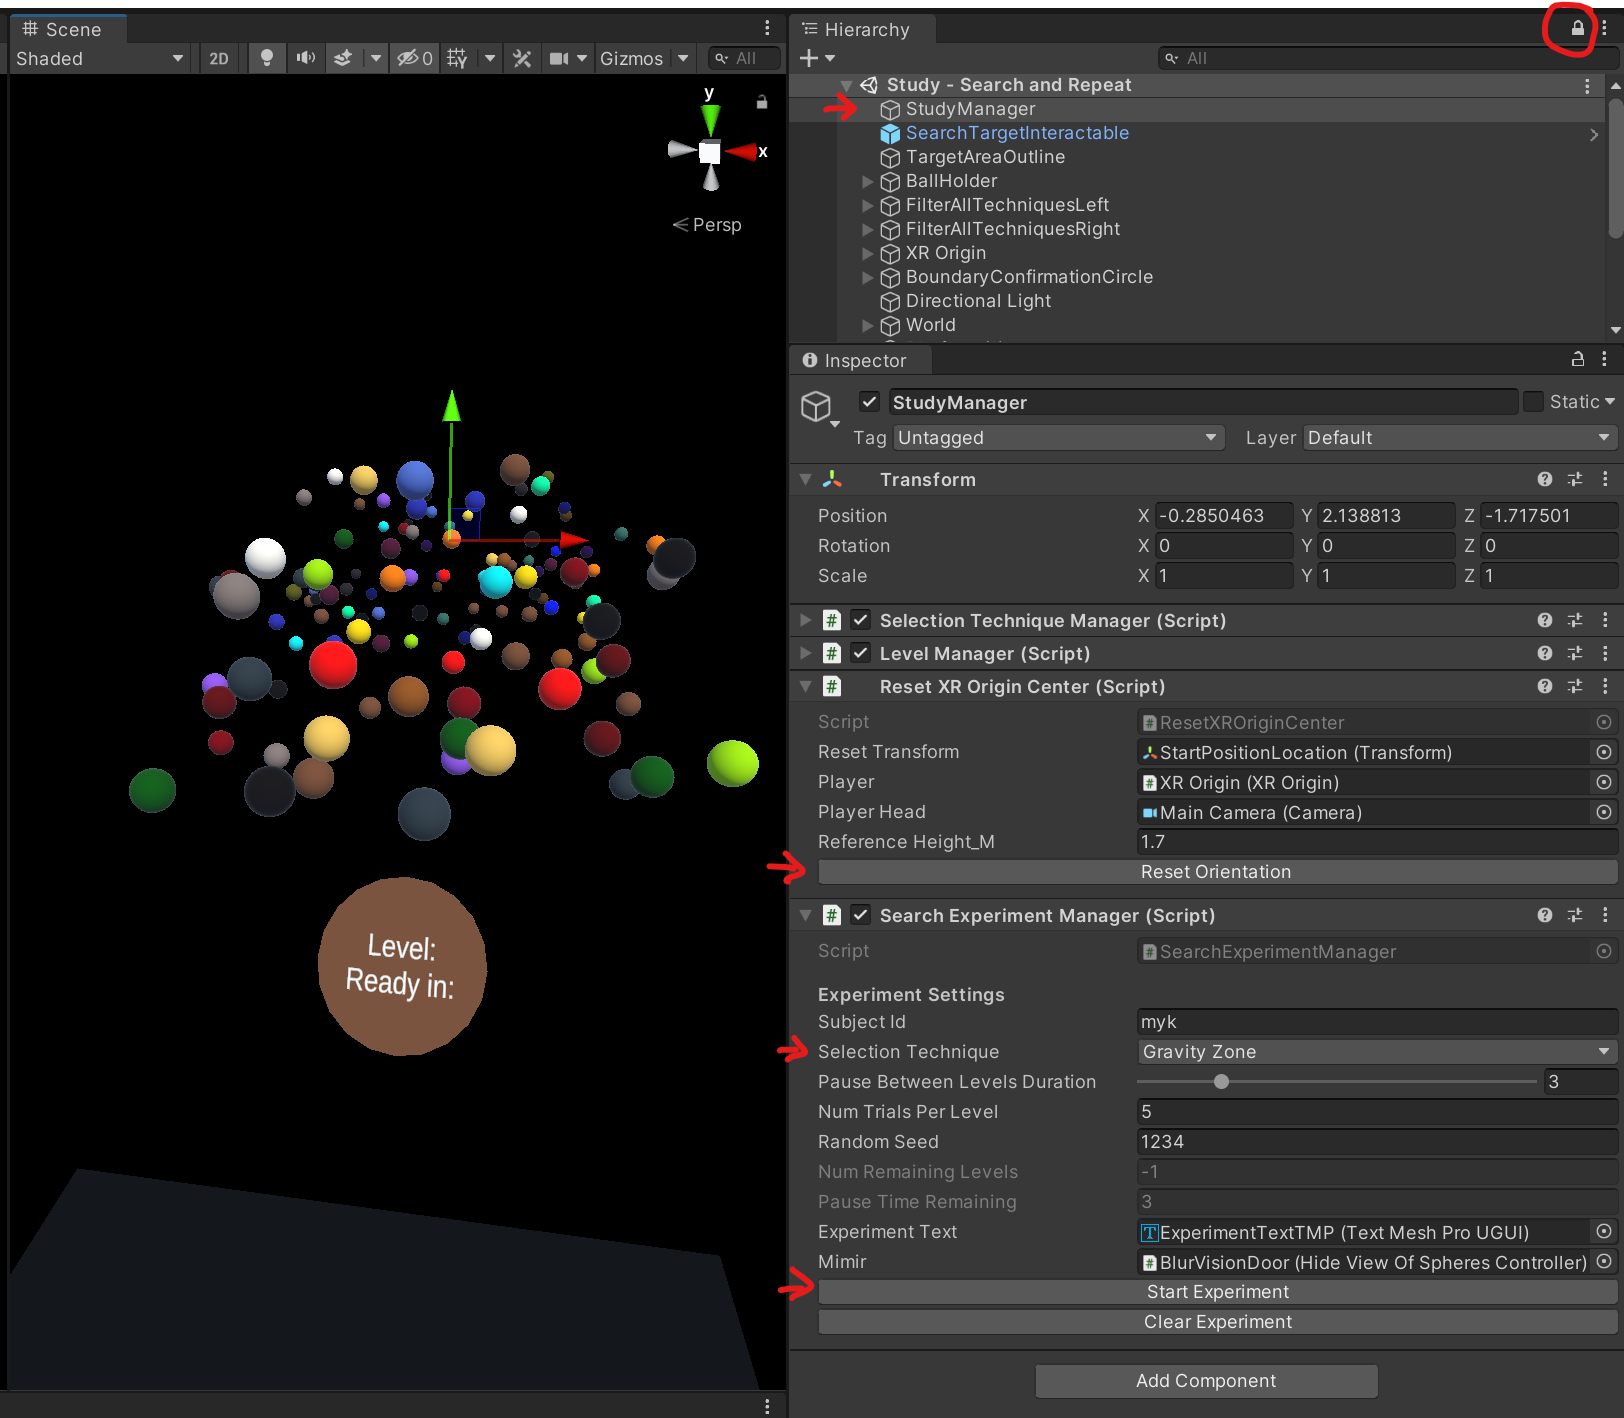 Scene
Shaded
2D
0
Gizmos
All
y
x
Persp
Level:
Ready in:
Hierarchy
All
Study - Search and Repeat
StudyManager
SearchTargetInteractable
TargetAreaOutline
BallHolder
FilterAllTechniquesLeft
FilterAllTechniquesRight
XR Origin
BoundaryConfirmationCircle
Directional Light
World
Inspector
StudyManager Static
Tag Untagged Layer Default
Transform
Position X -0.2850463 Y 2.138813 Z -1.717501
Rotation X 0 Y 0 Z 0
Scale X 1 Y 1 Z 1
# Selection Technique Manager (Script)
# Level Manager (Script)
# Reset XR Origin Center (Script)
Script # ResetXROriginCenter
Reset Transform StartPositionLocation (Transform)
Player # XR Origin (XR Origin)
Player Head Main Camera (Camera)
Reference Height_M 1.7
Reset Orientation
# Search Experiment Manager (Script)
Script # SearchExperimentManager
Experiment Settings
Subject Id myk
Selection Technique Gravity Zone
Pause Between Levels Duration 3
Num Trials Per Level 5
Random Seed 1234
Num Remaining Levels -1
Pause Time Remaining 3
Experiment Text T ExperimentTextTMP (Text Mesh Pro UGUI)
Mimir # BlurVisionDoor (Hide View Of Spheres Controller)
Start Experiment
Clear Experiment
Add Component